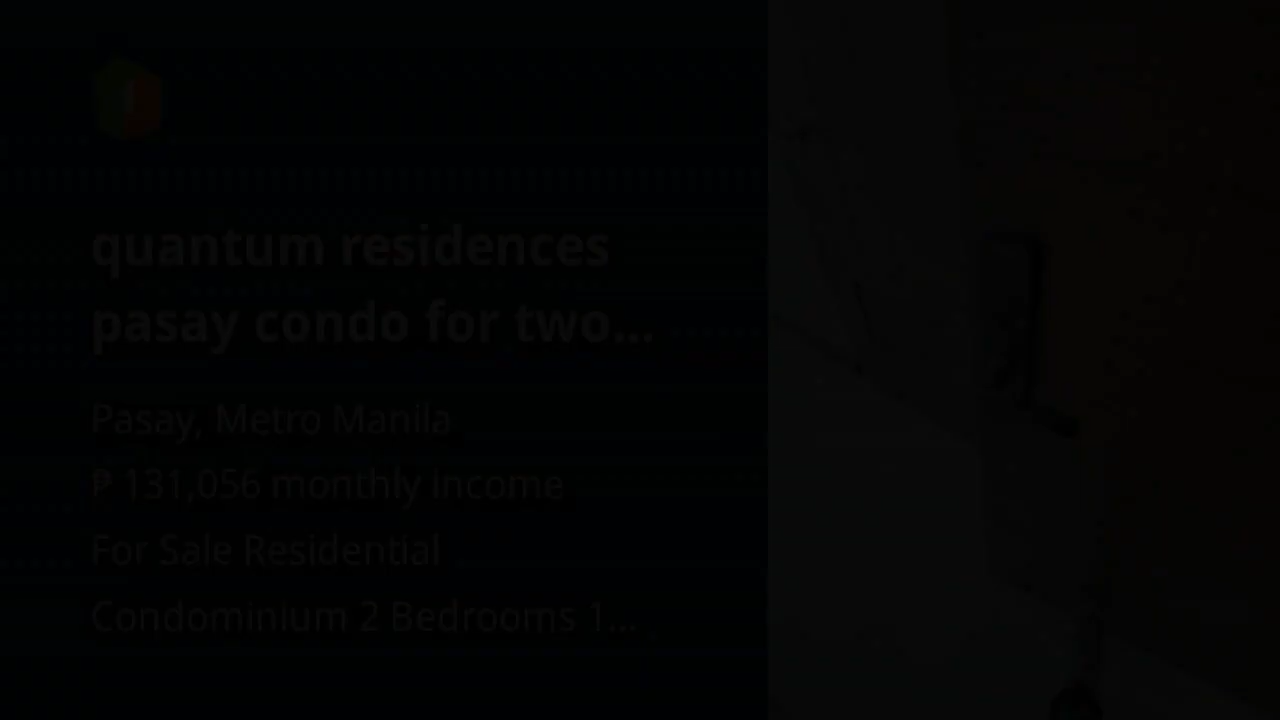 quantum residences
pasay condo for two...
Pasay, Metro Manila
₱ 131,056 monthly Income
For Sale Residential
Condominium 2 Bedrooms 1...